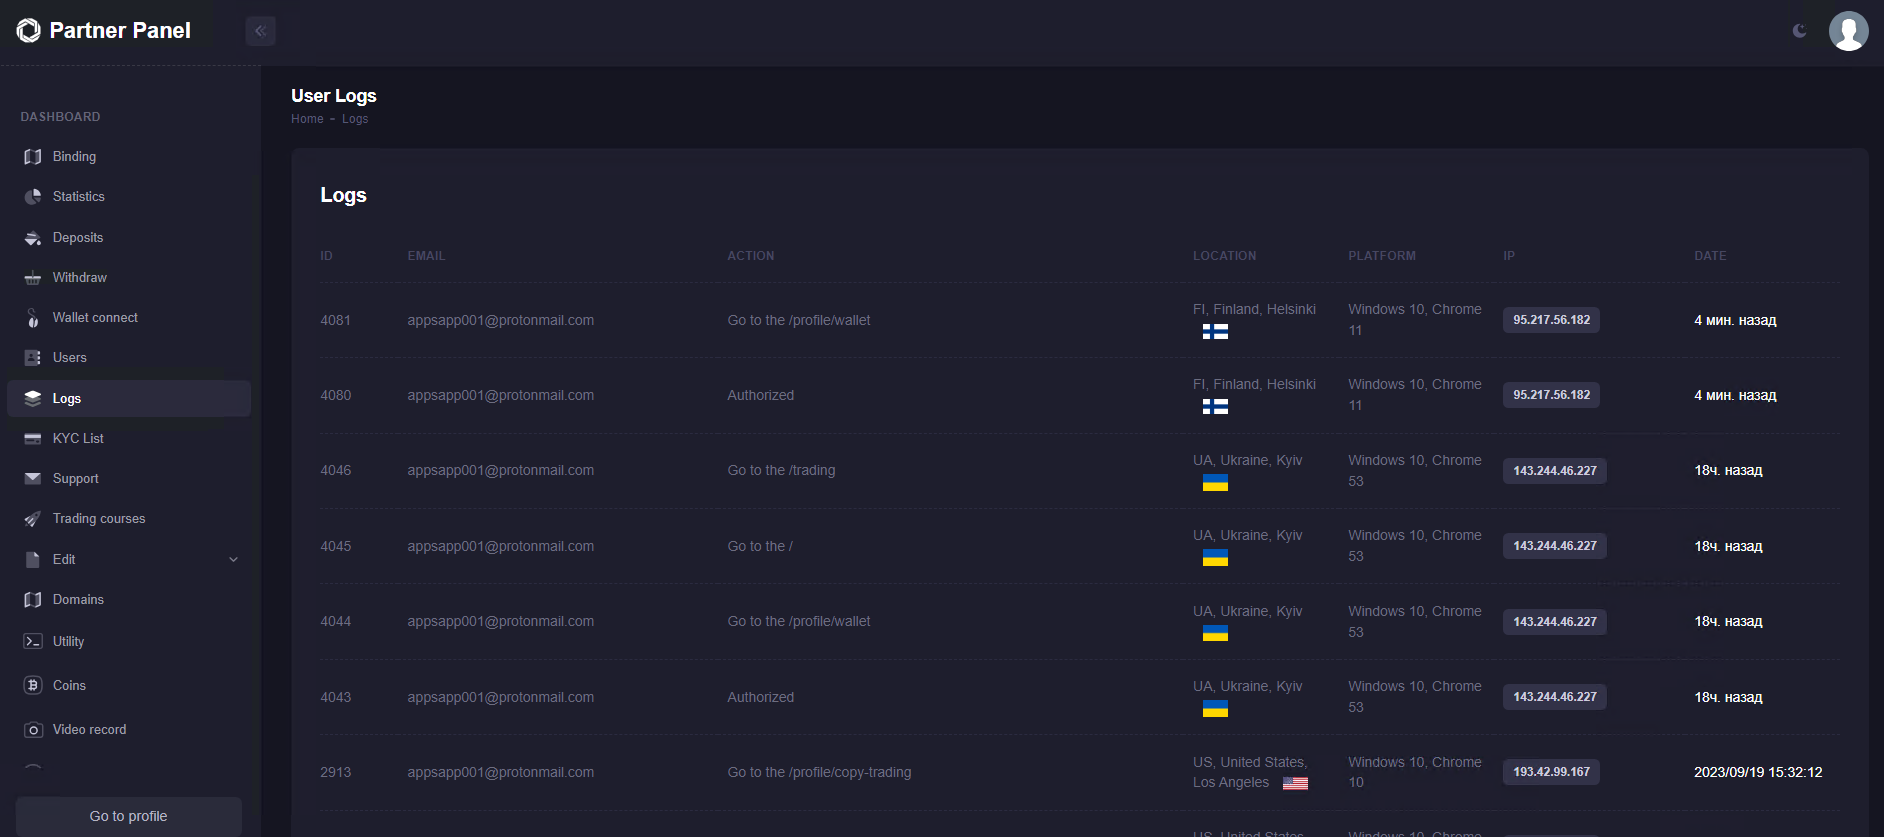 Partner Panel
DASHBOARD
Binding
Statistics
Deposits
Withdraw
Wallet connect
Users
Logs
KYC List
Support
Trading courses
Edit
Domains
Utility
Coins
Video record
Go to profile
User Logs
Home - Logs
Logs
ID EMAIL ACTION LOCATION PLATFORM IP DATE
4081 appsapp001@protonmail.com Go to the /profile/wallet FI, Finland, Helsinki Windows 10, Chrome 11 95.217.56.182 4 мин. назад
4080 appsapp001@protonmail.com Authorized FI, Finland, Helsinki Windows 10, Chrome 11 95.217.56.182 4 мин. назад
4046 appsapp001@protonmail.com Go to the /trading UA, Ukraine, Kyiv Windows 10, Chrome 53 143.244.46.227 18ч. назад
4045 appsapp001@protonmail.com Go to the / UA, Ukraine, Kyiv Windows 10, Chrome 53 143.244.46.227 18ч. назад
4044 appsapp001@protonmail.com Go to the /profile/wallet UA, Ukraine, Kyiv Windows 10, Chrome 53 143.244.46.227 18ч. назад
4043 appsapp001@protonmail.com Authorized UA, Ukraine, Kyiv Windows 10, Chrome 53 143.244.46.227 18ч. назад
2913 appsapp001@protonmail.com Go to the /profile/copy-trading US, United States, Los Angeles Windows 10, Chrome 10 193.42.99.167 2023/09/19 15:32:12
US, United States, Windows 10, Chrome